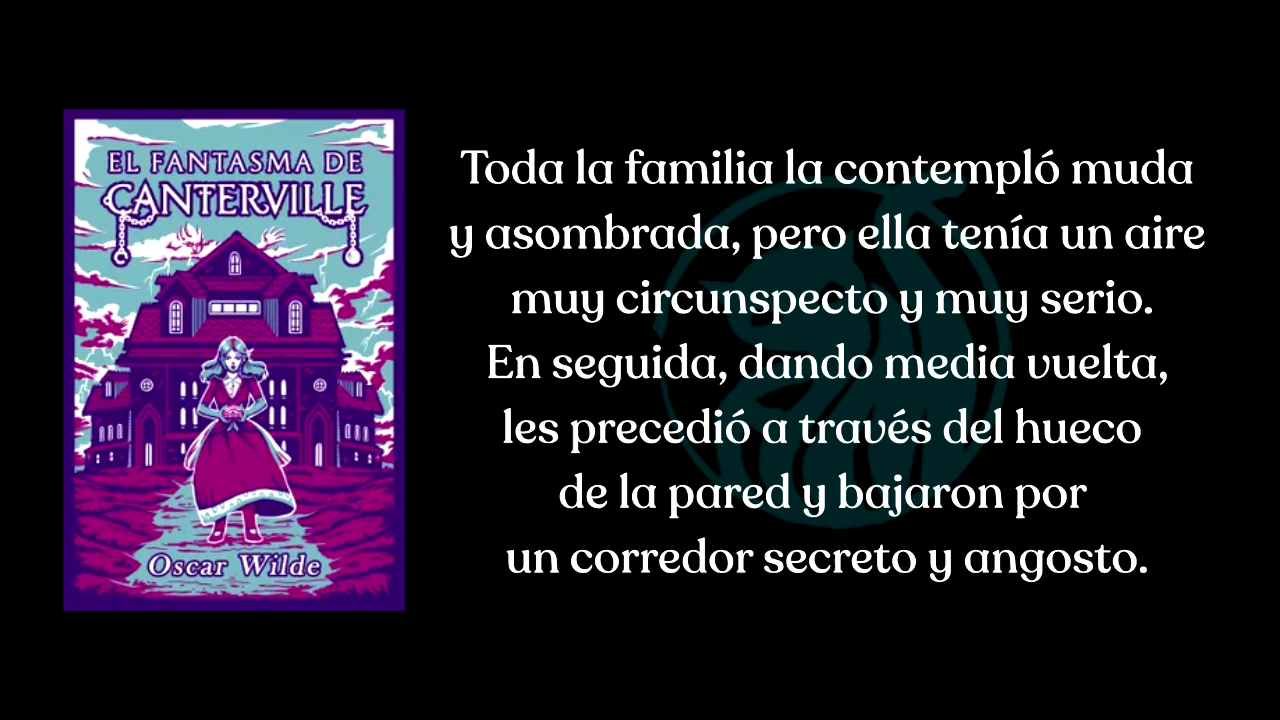 EL FANTASMA DE
CANTERVILLE
Oscar Wilde
Toda la familia la contempló muda
y asombrada, pero ella tenía un aire
muy circunspecto y muy serio.
En seguida, dando media vuelta,
les precedió a través del hueco
de la pared y bajaron por
un corredor secreto y angosto.